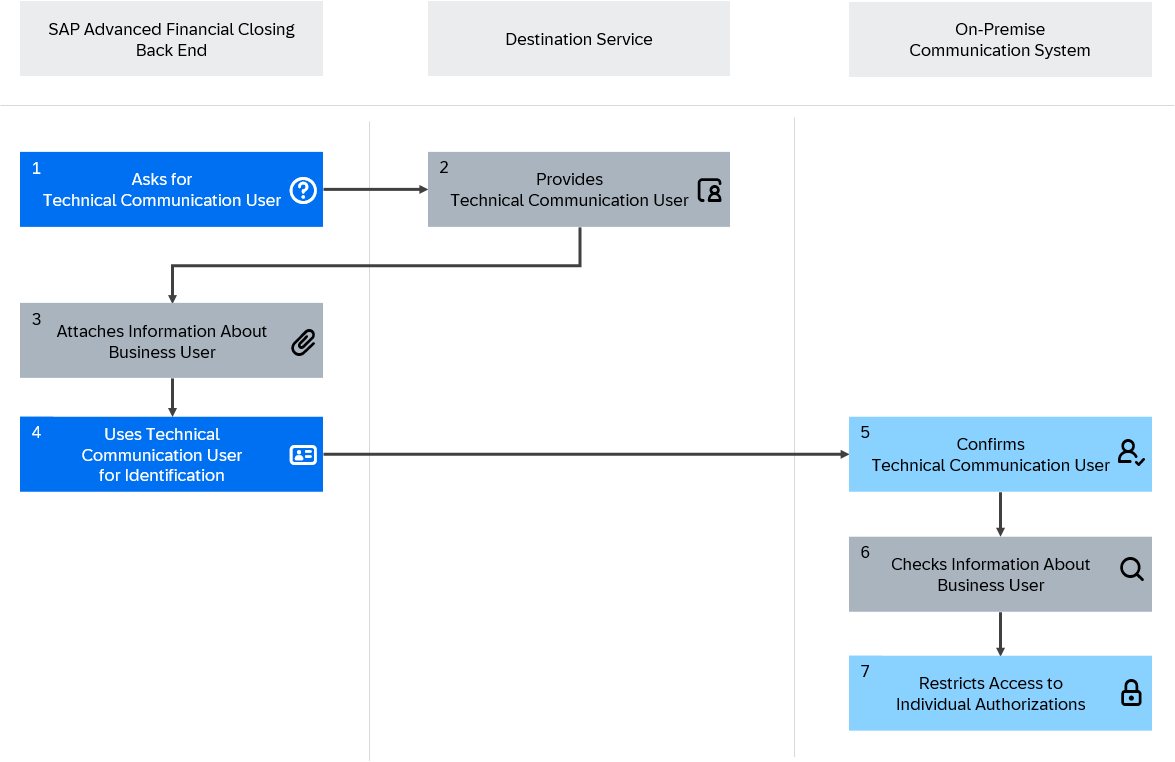 SAP Advanced Financial Closing
Back End
Destination Service
On-Premise
Communication System
1
Asks for
Technical Communication User
2
Provides
Technical Communication User
3
Attaches Information About
Business User
4
Uses Technical
Communication User
for Identification
5
Confirms
Technical Communication User
6
Checks Information About
Business User
7
Restricts Access to
Individual Authorizations